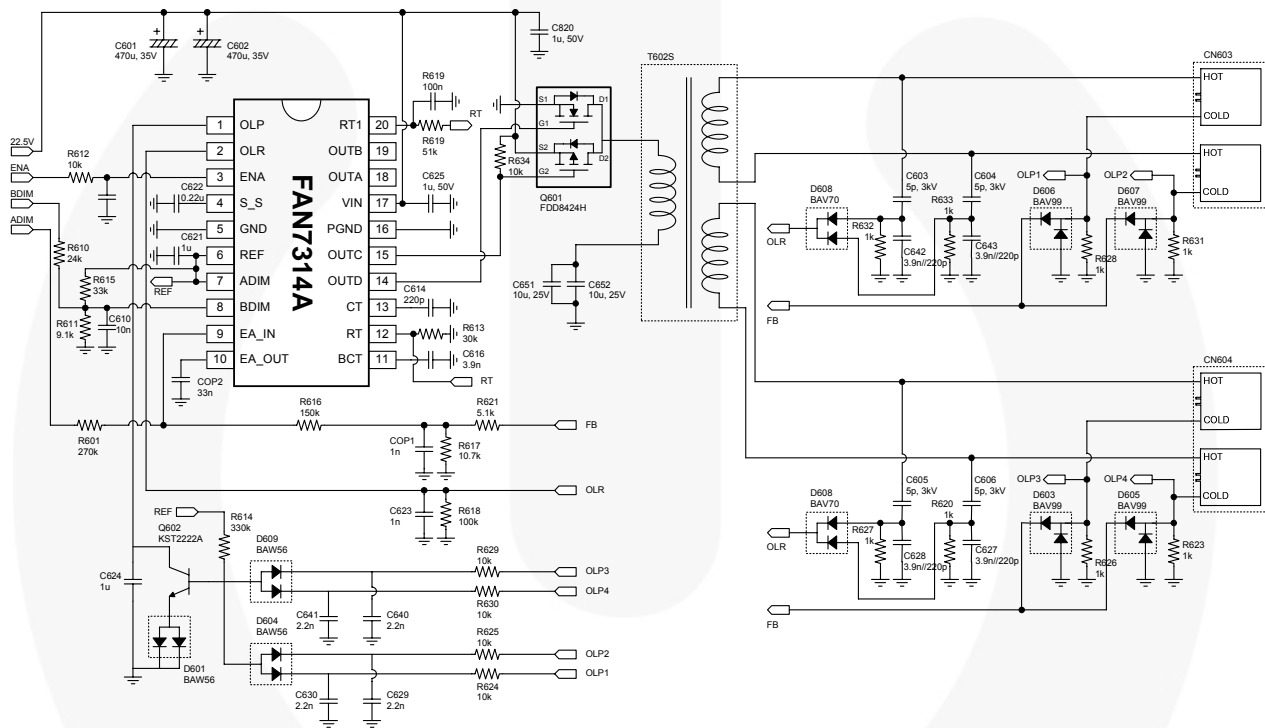 C601
470u, 35V
C602
470u, 35V
C820
1u, 50V
T602S
CN603
HOT
COLD
HOT
COLD
22.5V
ENA
BDIM
ADIM
R612
10k
C622
0.22u
C621
1u
R610
24k
R615
33k
REF
R611
9.1k
C610
10n
FAN7314A
1 OLP
2 OLR
3 ENA
4 S_S
5 GND
6 REF
7 ADIM
8 BDIM
9 EA_IN
10 EA_OUT
RT1 20
OUTB 19
OUTA 18
VIN 17
PGND 16
OUTC 15
OUTD 14
CT 13
RT 12
BCT 11
R619
100n
RT
R619
51k
C625
1u, 50V
R634
10k
S1
D1
G1
S2
D2
G2
Q601
FDD8424H
C614
220p
R613
30k
C616
3.9n
RT
C651
10u, 25V
C652
10u, 25V
COP2
33n
R601
270k
R616
150k
R621
5.1k
FB
COP1
1n
R617
10.7k
OLR
C623
1n
R618
100k
REF
R614
330k
Q602
KST2222A
C624
1u
D601
BAW56
D609
BAW56
R629
10k
OLP3
OLP4
R630
10k
C641
2.2n
C640
2.2n
D604
BAW56
R625
10k
OLP2
OLP1
R624
10k
C630
2.2n
C629
2.2n
D608
BAV70
OLR
R632
1k
C603
5p, 3kV
C642
3.9n//220p
R633
1k
C604
5p, 3kV
C643
3.9n//220p
OLP1
D606
BAV99
R628
1k
OLP2
D607
BAV99
R631
1k
FB
CN604
HOT
COLD
HOT
COLD
D608
BAV70
OLR
R627
1k
C605
5p, 3kV
C628
3.9n//220p
R620
1k
C606
5p, 3kV
C627
3.9n//220p
OLP3
D603
BAV99
R626
1k
OLP4
D605
BAV99
R623
1k
FB